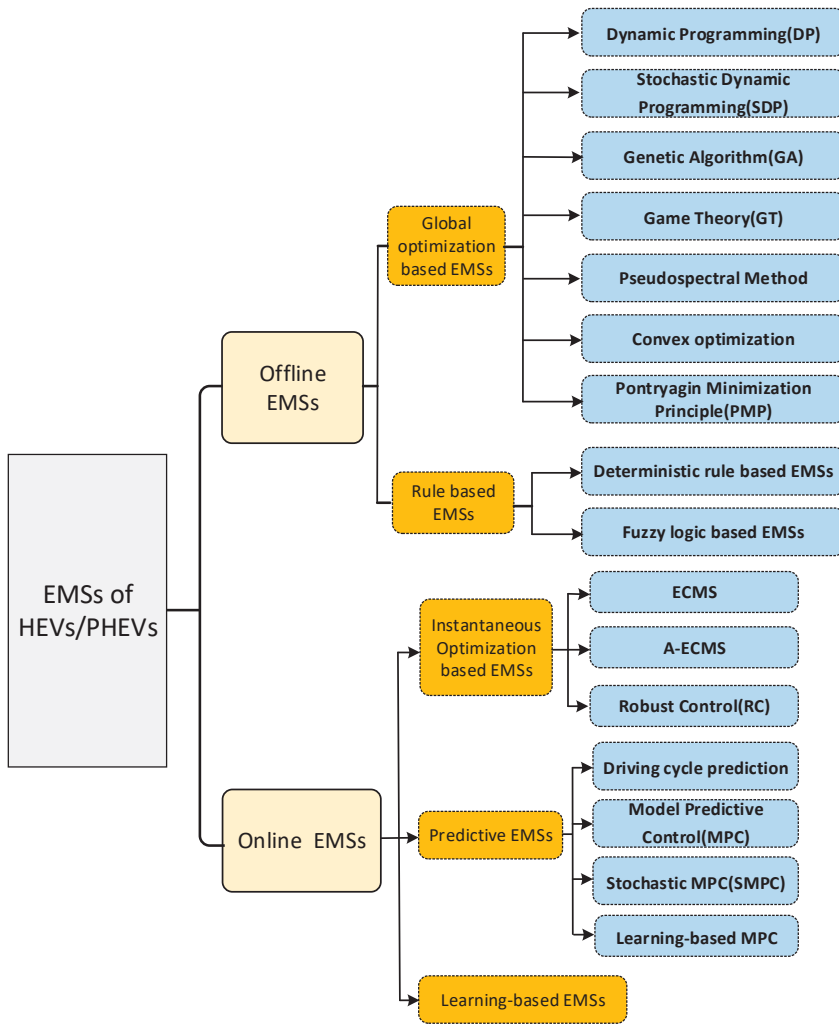 EMSs of
HEVs/PHEVs
Offline
EMSs
Global
optimization
based EMSs
Dynamic Programming(DP)
Stochastic Dynamic
Programming(SDP)
Genetic Algorithm(GA)
Game Theory(GT)
Pseudospectral Method
Convex optimization
Pontryagin Minimization
Principle(PMP)
Rule based
EMSs
Deterministic rule based EMSs
Fuzzy logic based EMSs
Online EMSs
Instantaneous
Optimization
based EMSs
ECMS
A-ECMS
Robust Control(RC)
Predictive EMSs
Driving cycle prediction
Model Predictive
Control(MPC)
Stochastic MPC(SMPC)
Learning-based MPC
Learning-based EMSs